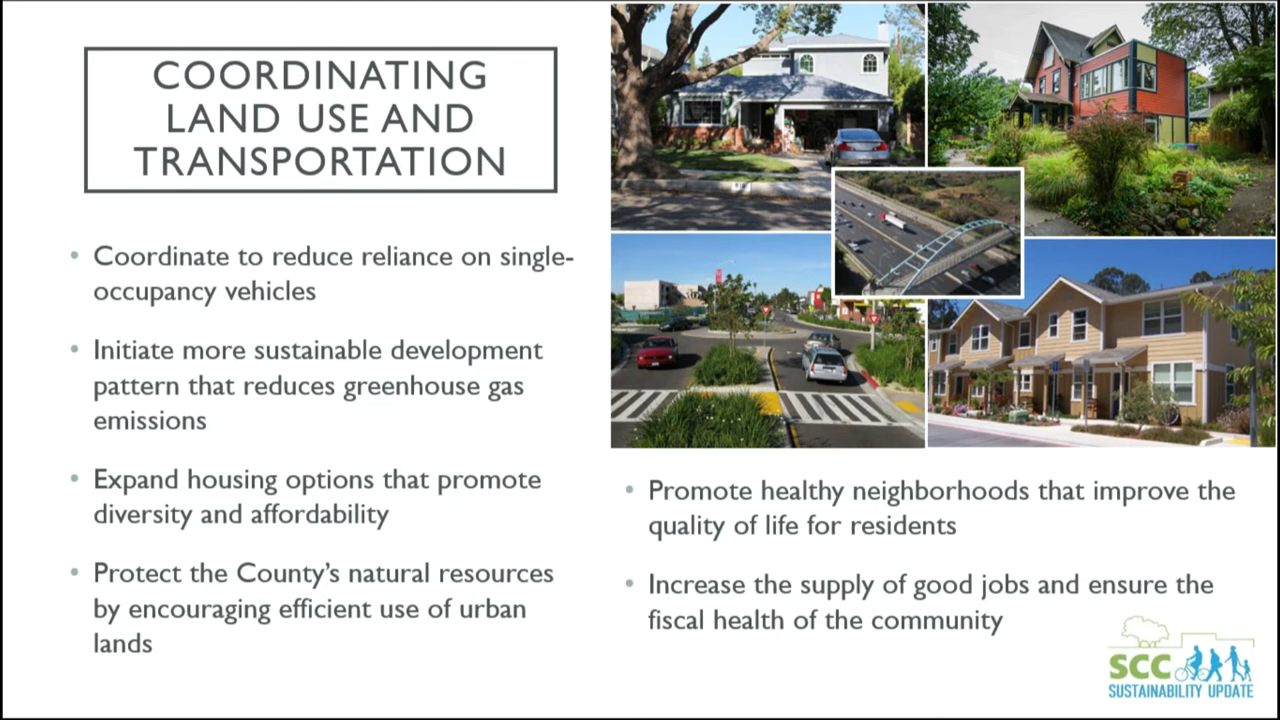 COORDINATING
LAND USE AND
TRANSPORTATION
• Coordinate to reduce reliance on single-
occupancy vehicles
• Initiate more sustainable development
pattern that reduces greenhouse gas
emissions
• Expand housing options that promote
diversity and affordability
• Protect the County’s natural resources
by encouraging efficient use of urban
lands
• Promote healthy neighborhoods that improve the
quality of life for residents
• Increase the supply of good jobs and ensure the
fiscal health of the community
SCC
SUSTAINABILITY UPDATE